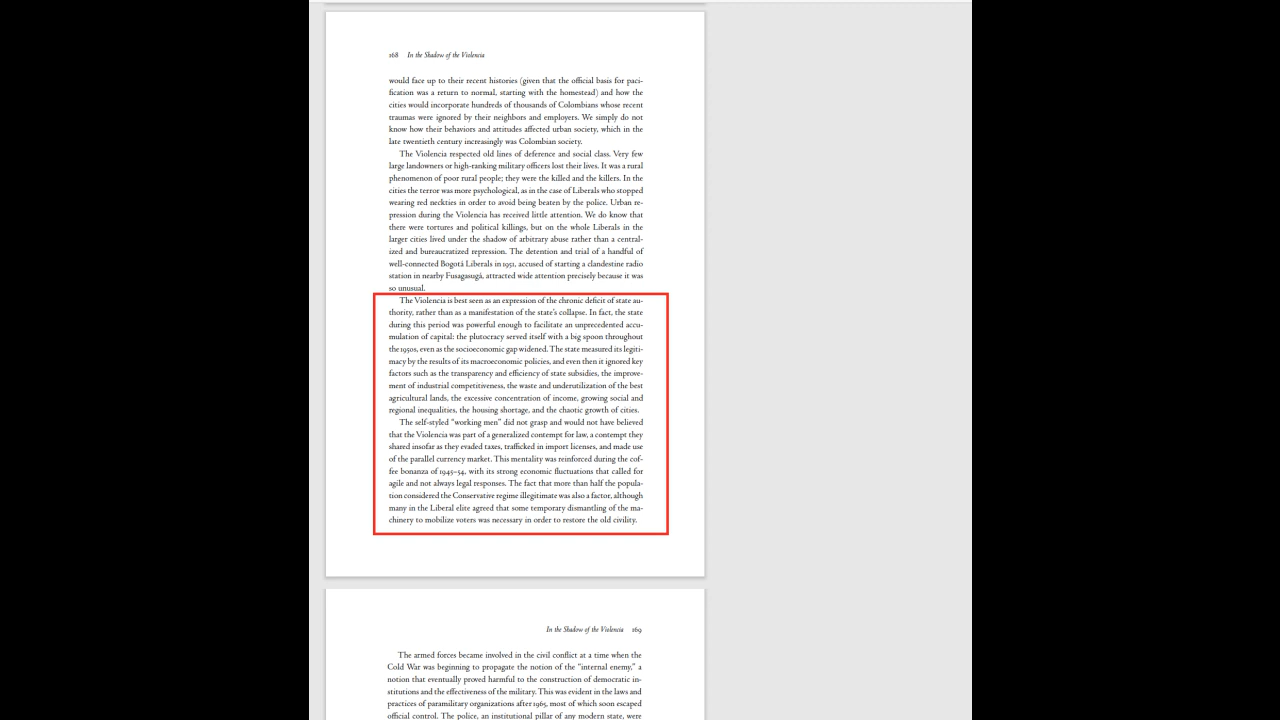 168 In the Shadow of the Violencia
would face up to their recent histories (given that the official basis for paci-
fication was a return to normal, starting with the homestead) and how the
cities would incorporate hundreds of thousands of Colombians whose recent
traumas were ignored by their neighbors and employers. We simply do not
know how their behaviors and attitudes affected urban society, which in the
late twentieth century increasingly was Colombian society.
The Violencia respected old lines of deference and social class. Very few
large landowners or high-ranking military officers lost their lives. It was a rural
phenomenon of poor rural people; they were the killed and the killers. In the
cities the terror was more psychological, as in the case of Liberals who stopped
wearing red neckties in order to avoid being beaten by the police. Urban re-
pression during the Violencia has received little attention. We do know that
there were tortures and political killings, but on the whole Liberals in the
larger cities lived under the shadow of arbitrary abuse rather than a central-
ized and bureaucratized repression. The detention and trial of a handful of
well-connected Bogotá Liberals in 1951, accused of starting a clandestine radio
station in nearby Fusagasugá, attracted wide attention precisely because it was
so unusual.
The Violencia is best seen as an expression of the chronic deficit of state au-
thority, rather than as a manifestation of the state's collapse. In fact, the state
during this period was powerful enough to facilitate an unprecedented accu-
mulation of capital: the plutocracy served itself with a big spoon throughout
the 1950s, even as the socioeconomic gap widened. The state measured its legiti-
macy by the results of its macroeconomic policies, and even then it ignored key
factors such as the transparency and efficiency of state subsidies, the improve-
ment of industrial competitiveness, the waste and underutilization of the best
agricultural lands, the excessive concentration of income, growing social and
regional inequalities, the housing shortage, and the chaotic growth of cities.
The self-styled "working men" did not grasp and would not have believed
that the Violencia was part of a generalized contempt for law, a contempt they
shared insofar as they evaded taxes, trafficked in import licenses, and made use
of the parallel currency market. This mentality was reinforced during the cof-
fee bonanza of 1945–54, with its strong economic fluctuations that called for
agile and not always legal responses. The fact that more than half the popula-
tion considered the Conservative regime illegitimate was also a factor, although
many in the Liberal elite agreed that some temporary dismantling of the ma-
chinery to mobilize voters was necessary in order to restore the old civility.
In the Shadow of the Violencia 169
The armed forces became involved in the civil conflict at a time when the
Cold War was beginning to propagate the notion of the "internal enemy," a
notion that eventually proved harmful to the construction of democratic in-
stitutions and the effectiveness of the military. This was evident in the laws and
practices of paramilitary organizations after 1965, most of which soon escaped
official control. The police, an institutional pillar of any modern state, were